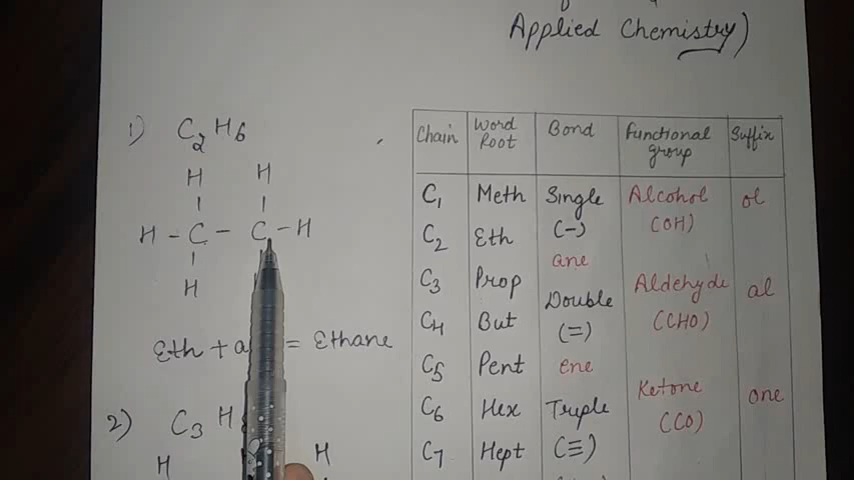 Applied Chemistry)
1) C2H6
H H
H - C - C - H
H
Eth + a = Ethane
2) C3 H
H H
Chain Word Root Bond Functional group Suffix
C1 Meth Single (-) ane Alcohol (OH) ol
C2 Eth
C3 Prop Double (=) ene Aldehyde (CHO) al
C4 But
C5 Pent
C6 Hex Triple (≡) Ketone (CO) one
C7 Hept